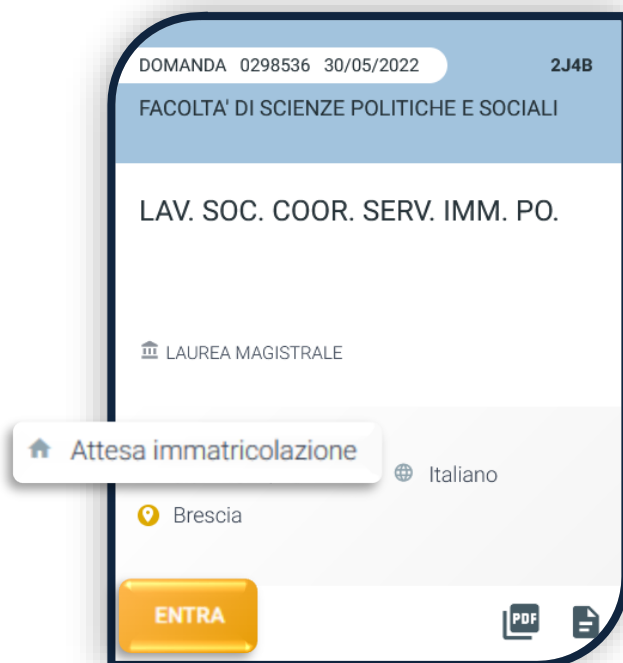 DOMANDA 0298536 30/05/2022 2J4B
FACOLTA' DI SCIENZE POLITICHE E SOCIALI
LAV. SOC. COOR. SERV. IMM. PO.
LAUREA MAGISTRALE
Attesa immatricolazione
Italiano
Brescia
ENTRA
PDF